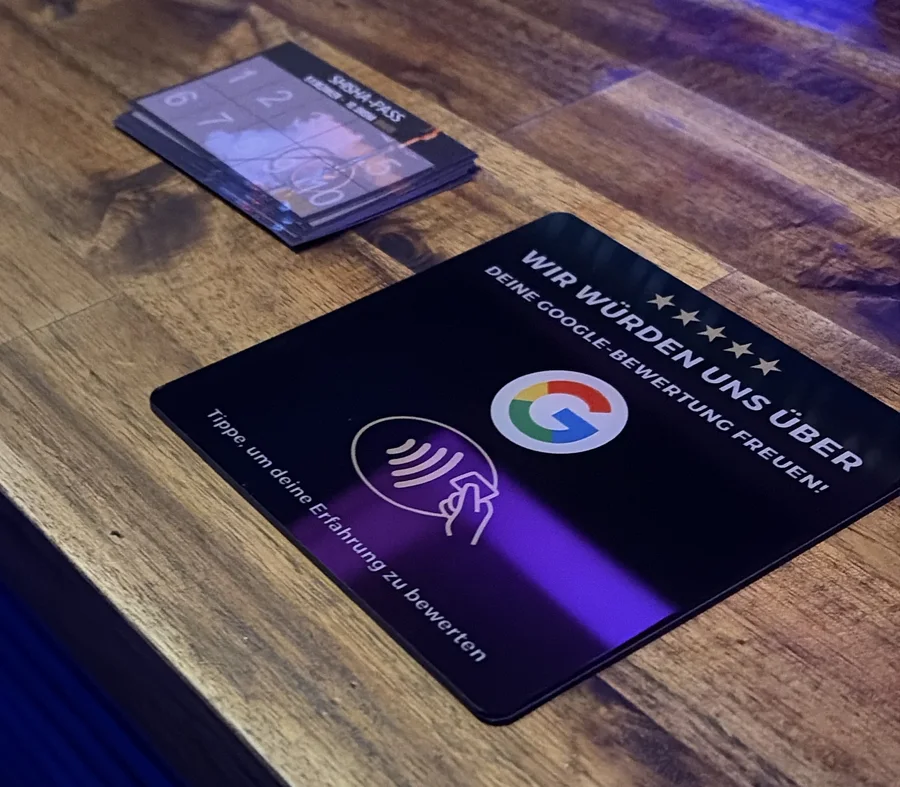 SHISHA-PASS
1 2
6 7
5
10
WIR WÜRDEN UNS ÜBER
DEINE GOOGLE-BEWERTUNG FREUEN!
G
Tippe, um deine Erfahrung zu bewerten